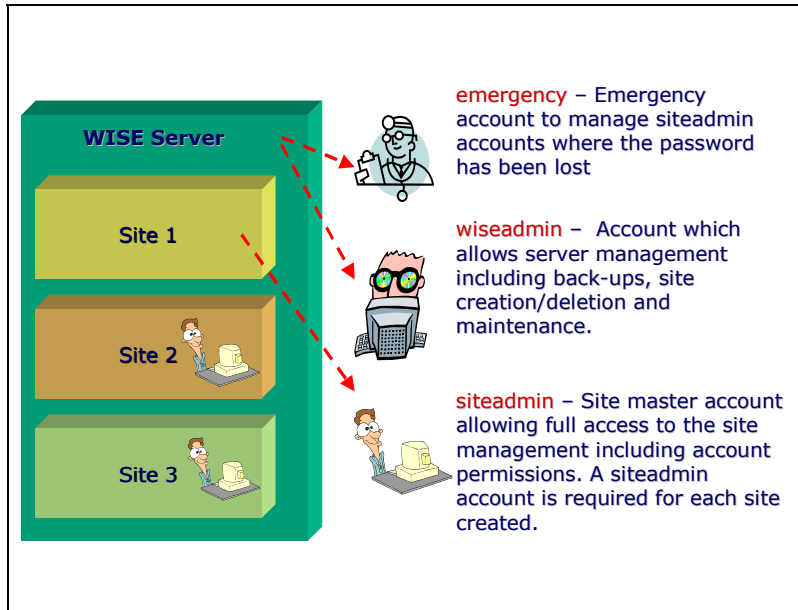 WISE Server
Site 1
Site 2
Site 3
emergency – Emergency
account to manage siteadmin
accounts where the password
has been lost
wiseadmin – Account which
allows server management
including back-ups, site
creation/deletion and
maintenance.
siteadmin – Site master account
allowing full access to the site
management including account
permissions. A siteadmin
account is required for each site
created.